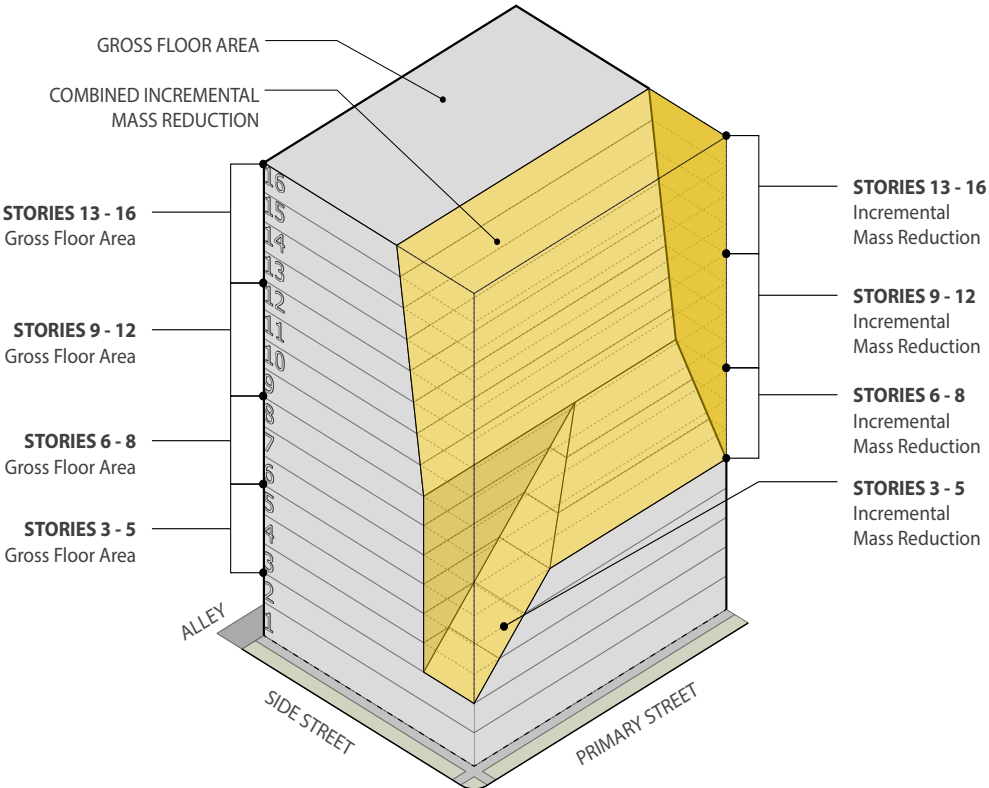 GROSS FLOOR AREA
COMBINED INCREMENTAL
MASS REDUCTION
STORIES 13 - 16
Gross Floor Area
STORIES 9 - 12
Gross Floor Area
STORIES 6 - 8
Gross Floor Area
STORIES 3 - 5
Gross Floor Area
16
15
14
13
12
11
10
9
8
7
6
5
4
3
2
1
STORIES 13 - 16
Incremental
Mass Reduction
STORIES 9 - 12
Incremental
Mass Reduction
STORIES 6 - 8
Incremental
Mass Reduction
STORIES 3 - 5
Incremental
Mass Reduction
ALLEY
SIDE STREET
PRIMARY STREET